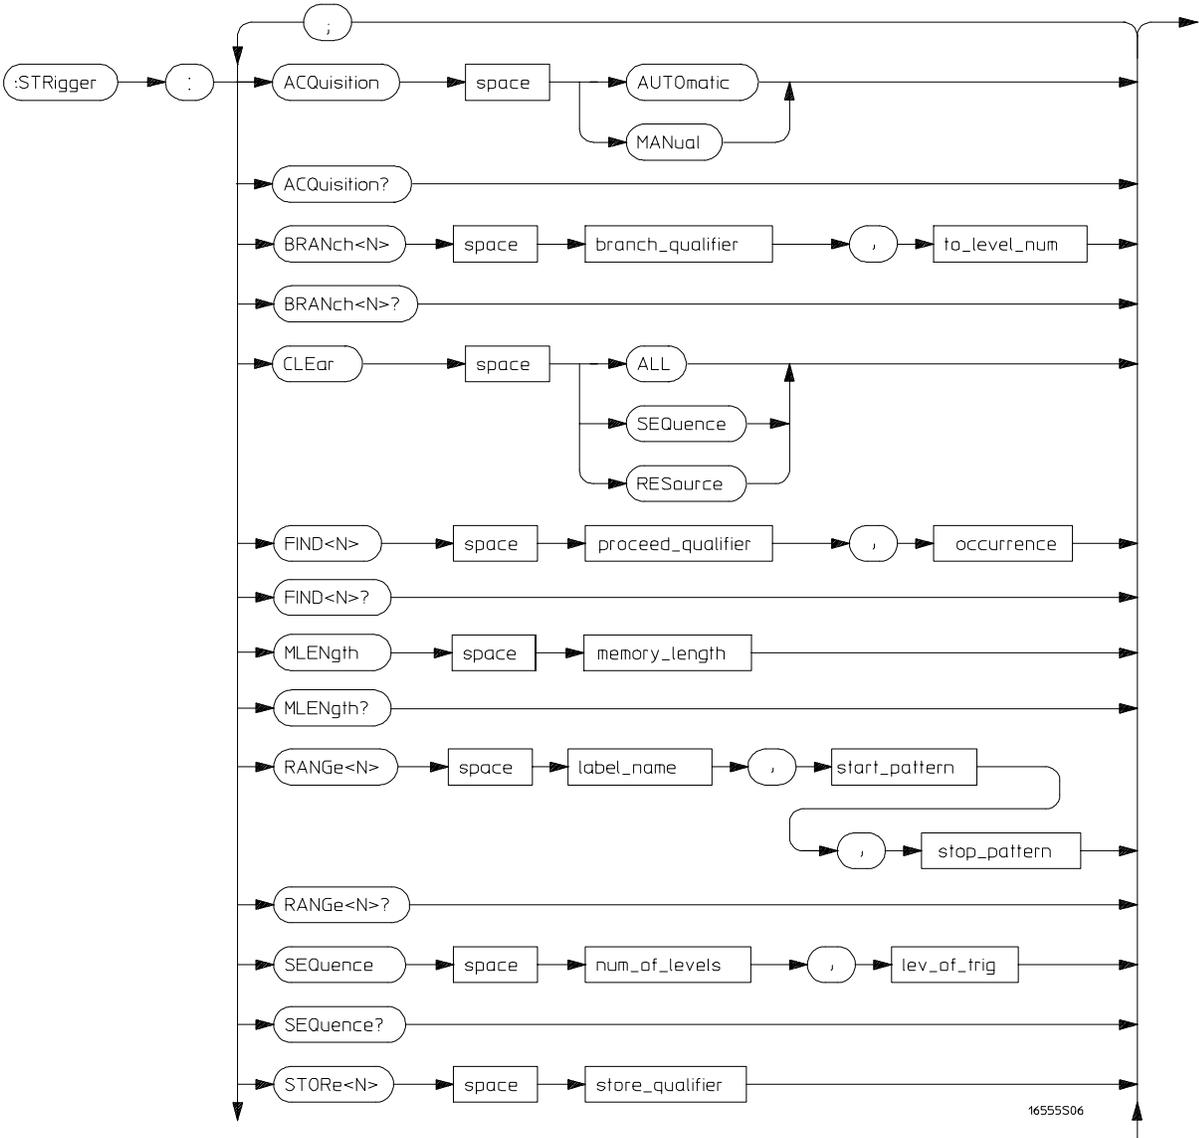 ;
:STRigger : ACQuisition space AUTOmatic
MANual
ACQuisition?
BRANch<N> space branch_qualifier , to_level_num
BRANch<N>?
CLEar space ALL
SEQuence
RESource
FIND<N> space proceed_qualifier , occurrence
FIND<N>?
MLENgth space memory_length
MLENgth?
RANGe<N> space label_name , start_pattern
, stop_pattern
RANGe<N>?
SEQuence space num_of_levels , lev_of_trig
SEQuence?
STORe<N> space store_qualifier
16555S06